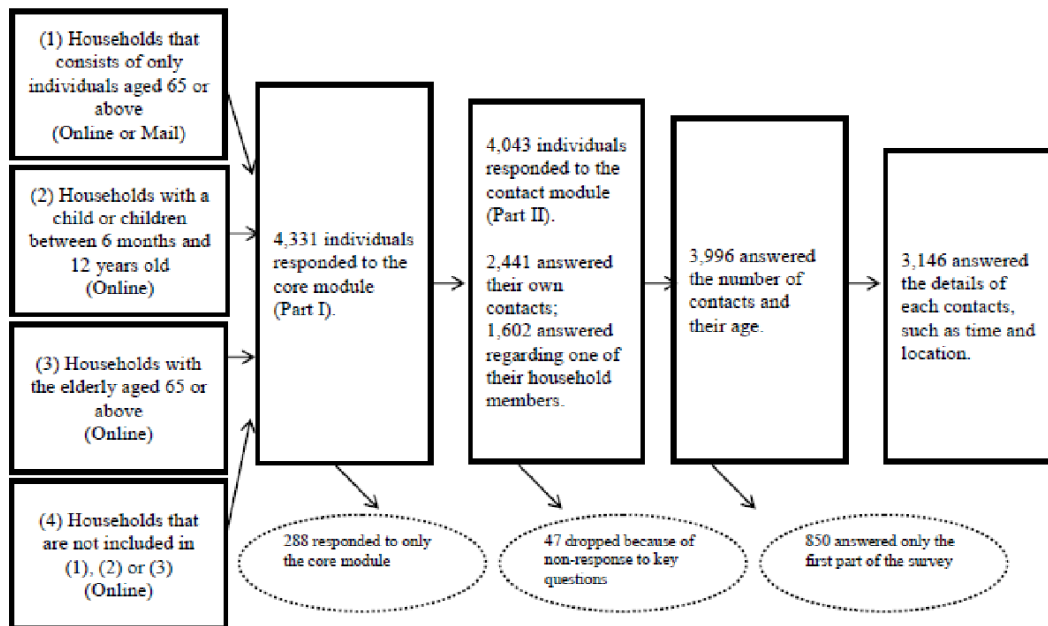 (1) Households that
consists of only
individuals aged 65 or
above
(Online or Mail)
(2) Households with a
child or children
between 6 months and
12 years old
(Online)
(3) Households with
the elderly aged 65 or
above
(Online)
(4) Households that
are not included in
(1), (2) or (3)
(Online)
4,331 individuals
responded to the
core module
(Part I).
4,043 individuals
responded to the
contact module
(Part II).
2,441 answered
their own
contacts;
1,602 answered
regarding one of
their household
members.
3,996 answered
the number of
contacts and
their age.
3,146 answered
the details of
each contacts,
such as time and
location.
288 responded to only
the core module
47 dropped because of
non-response to key
questions
850 answered only the
first part of the survey